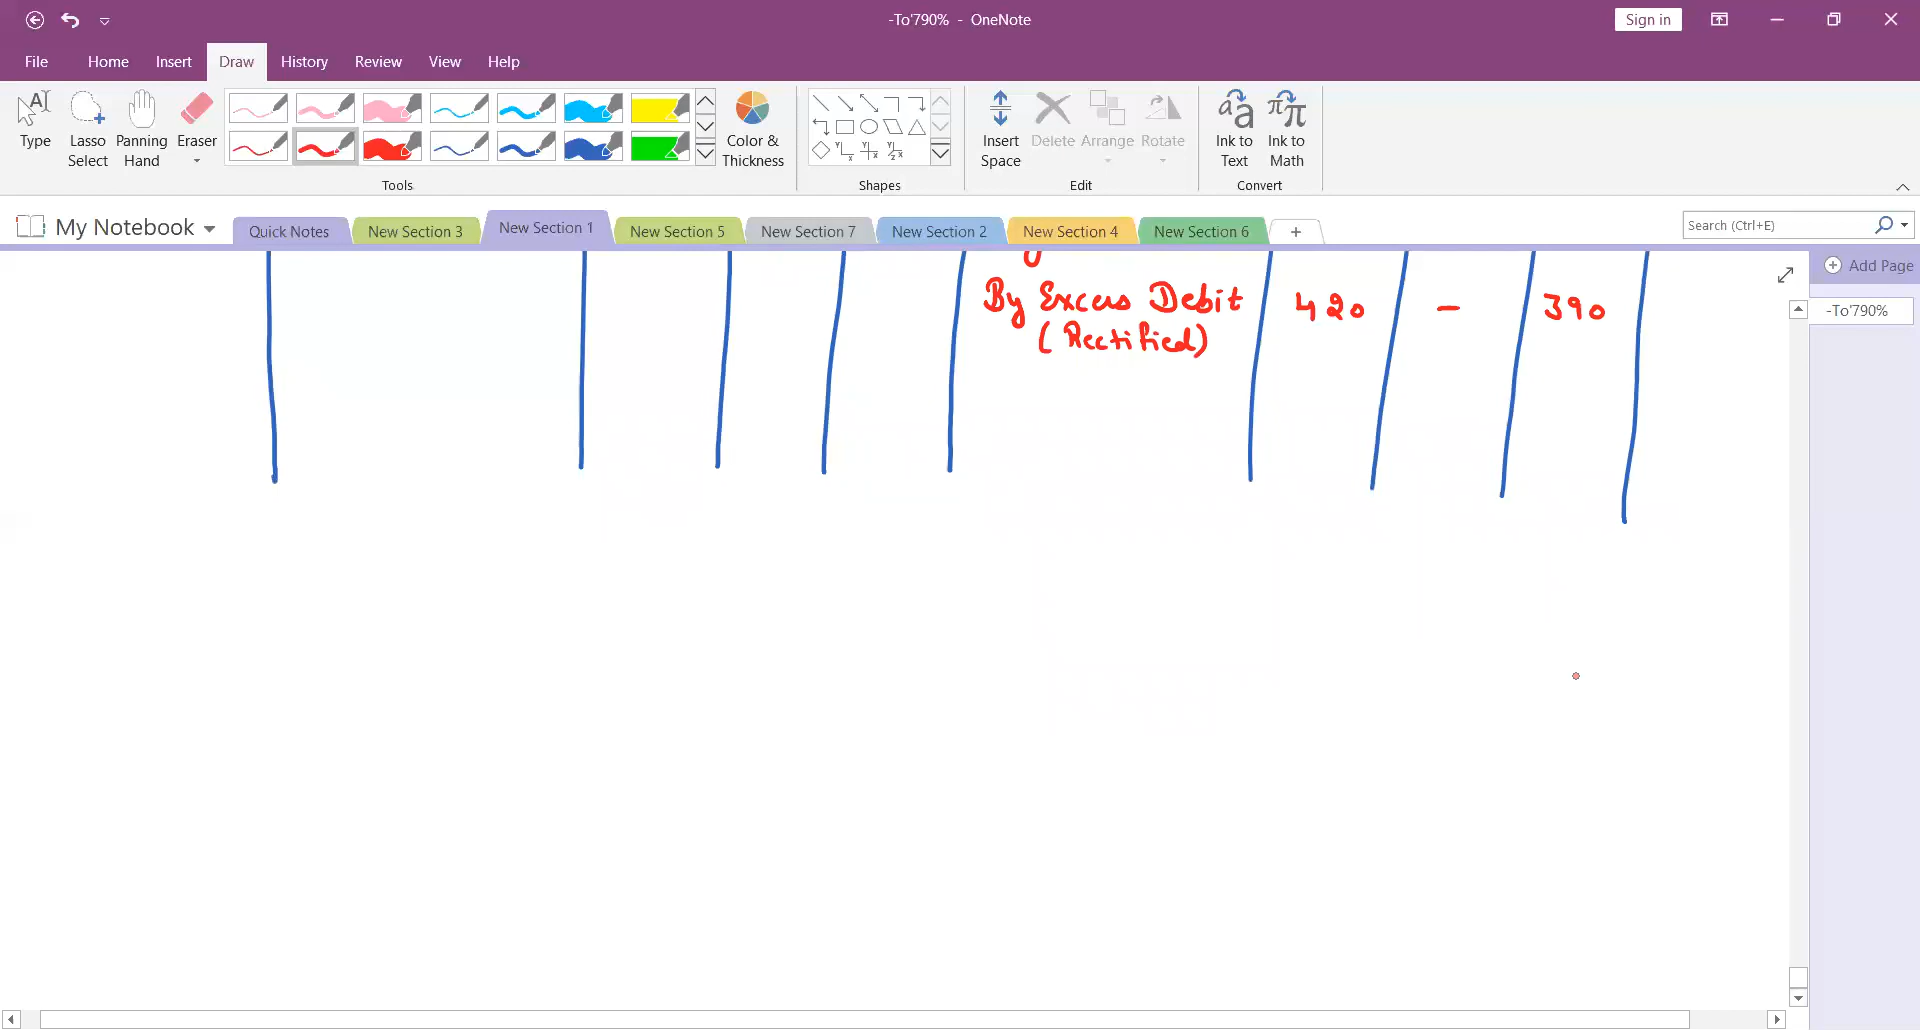 -To'790% - OneNote
Sign in
File Home Insert Draw History Review View Help
Type
Lasso Select
Panning Hand
Eraser
Color & Thickness
Insert Space
Delete
Arrange
Rotate
Ink to Text
Ink to Math
Tools
Shapes
Edit
Convert
My Notebook
Quick Notes
New Section 3
New Section 1
New Section 5
New Section 7
New Section 2
New Section 4
New Section 6
Search (Ctrl+E)
Add Page
-To'790%
By Excess Debit 420 - 390
(Rectified)